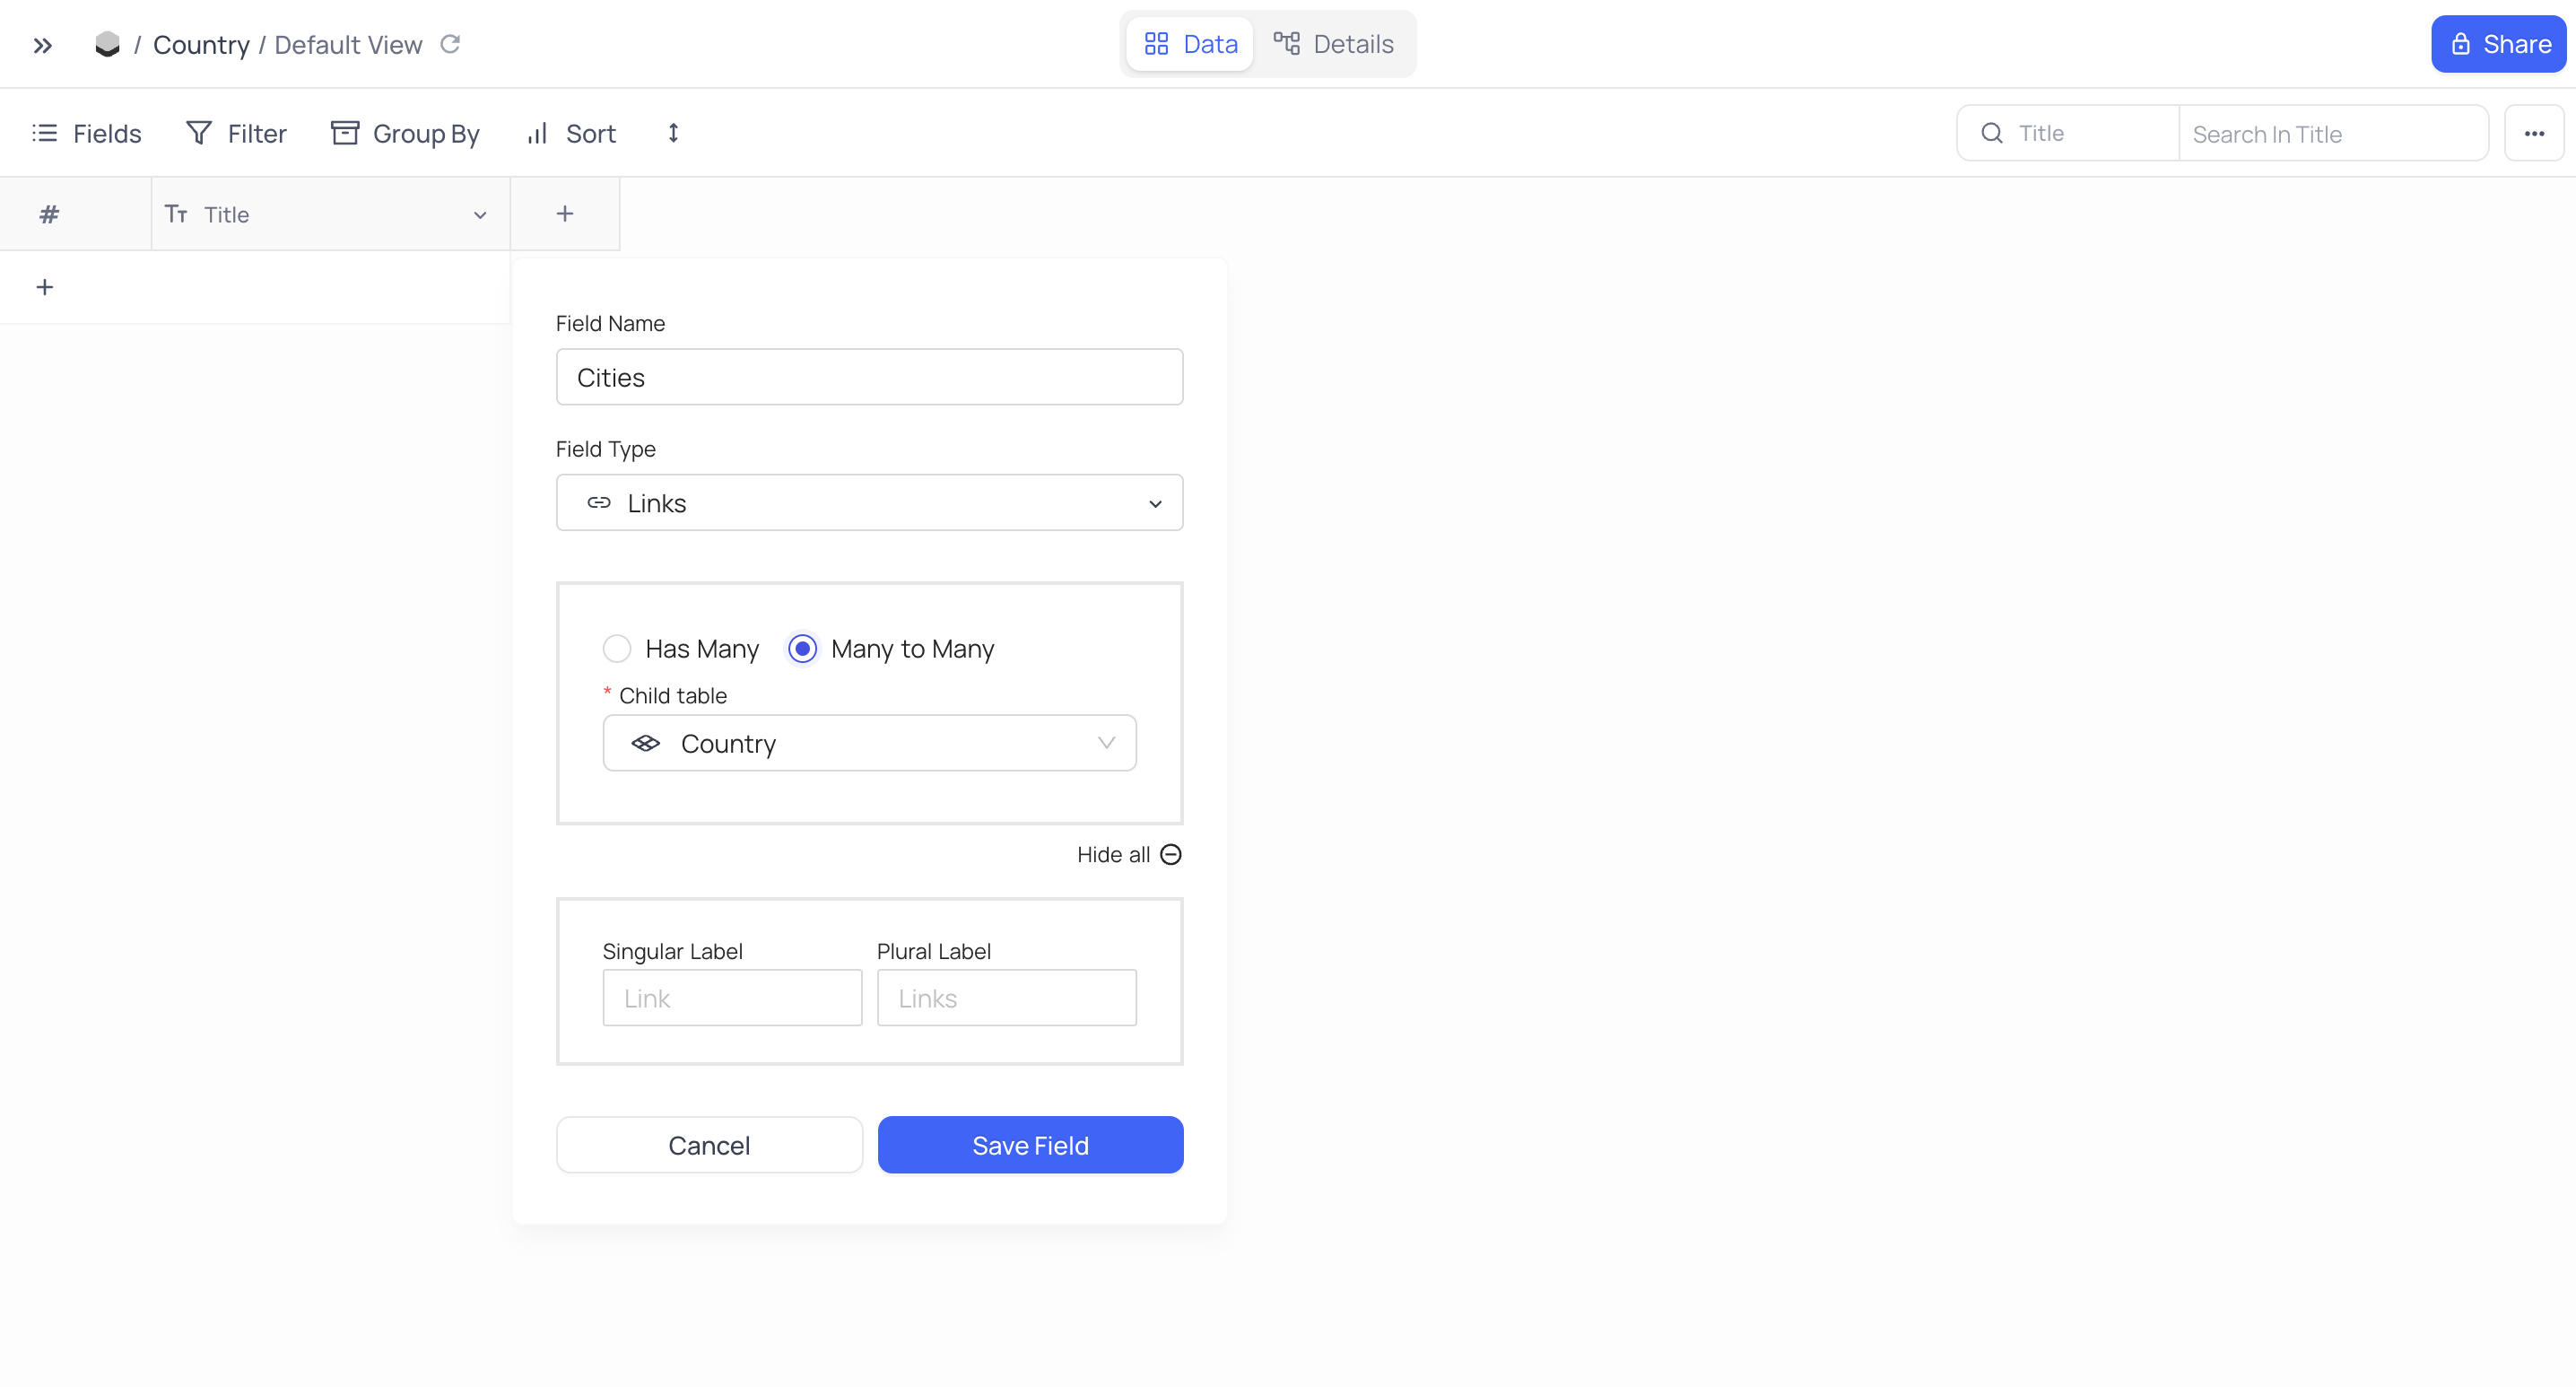 / Country / Default View
Data
Details
Share
Fields
Filter
Group By
Sort
Title
Search In Title
# Title +
+
Field Name
Cities
Field Type
Links
Has Many
Many to Many
* Child table
Country
Hide all
Singular Label
Plural Label
Link
Links
Cancel
Save Field